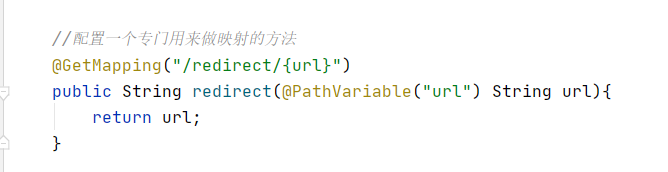 //配置一个专门用来做映射的方法
@GetMapping("/redirect/{url}")
public String redirect(@PathVariable("url") String url){
    return url;
}